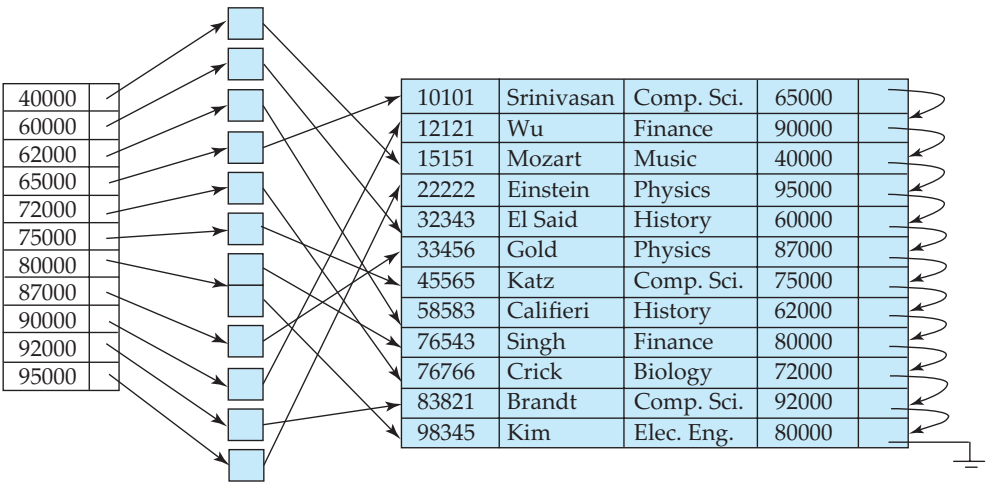 40000
60000
62000
65000
72000
75000
80000
87000
90000
92000
95000
10101 Srinivasan Comp. Sci. 65000
12121 Wu Finance 90000
15151 Mozart Music 40000
22222 Einstein Physics 95000
32343 El Said History 60000
33456 Gold Physics 87000
45565 Katz Comp. Sci. 75000
58583 Califieri History 62000
76543 Singh Finance 80000
76766 Crick Biology 72000
83821 Brandt Comp. Sci. 92000
98345 Kim Elec. Eng. 80000